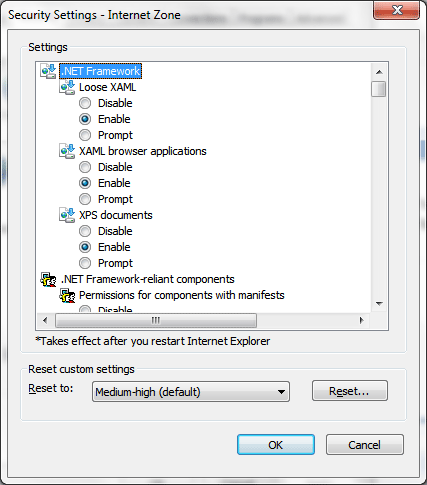 Security Settings - Internet Zone
Settings
.NET Framework
Loose XAML
Disable
Enable
Prompt
XAML browser applications
Disable
Enable
Prompt
XPS documents
Disable
Enable
Prompt
.NET Framework-reliant components
Permissions for components with manifests
Disable
*Takes effect after you restart Internet Explorer
Reset custom settings
Reset to: Medium-high (default) Reset...
OK Cancel